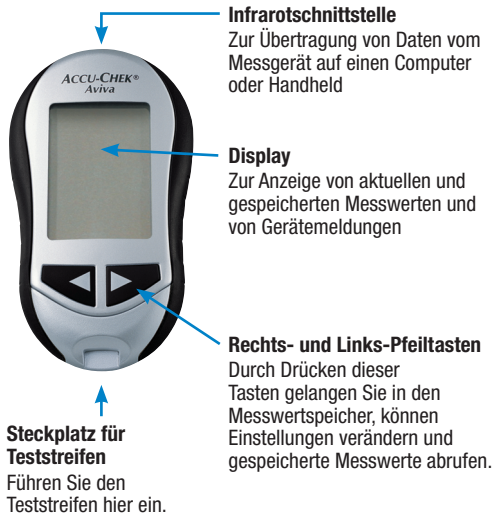 Infrarotschnittstelle
Zur Übertragung von Daten vom
Messgerät auf einen Computer
oder Handheld
ACCU-CHEK®
Aviva
Display
Zur Anzeige von aktuellen und
gespeicherten Messwerten und
von Gerätemeldungen
Rechts- und Links-Pfeiltasten
Durch Drücken dieser
Tasten gelangen Sie in den
Messwertspeicher, können
Einstellungen verändern und
gespeicherte Messwerte abrufen.
Steckplatz für
Teststreifen
Führen Sie den
Teststreifen hier ein.